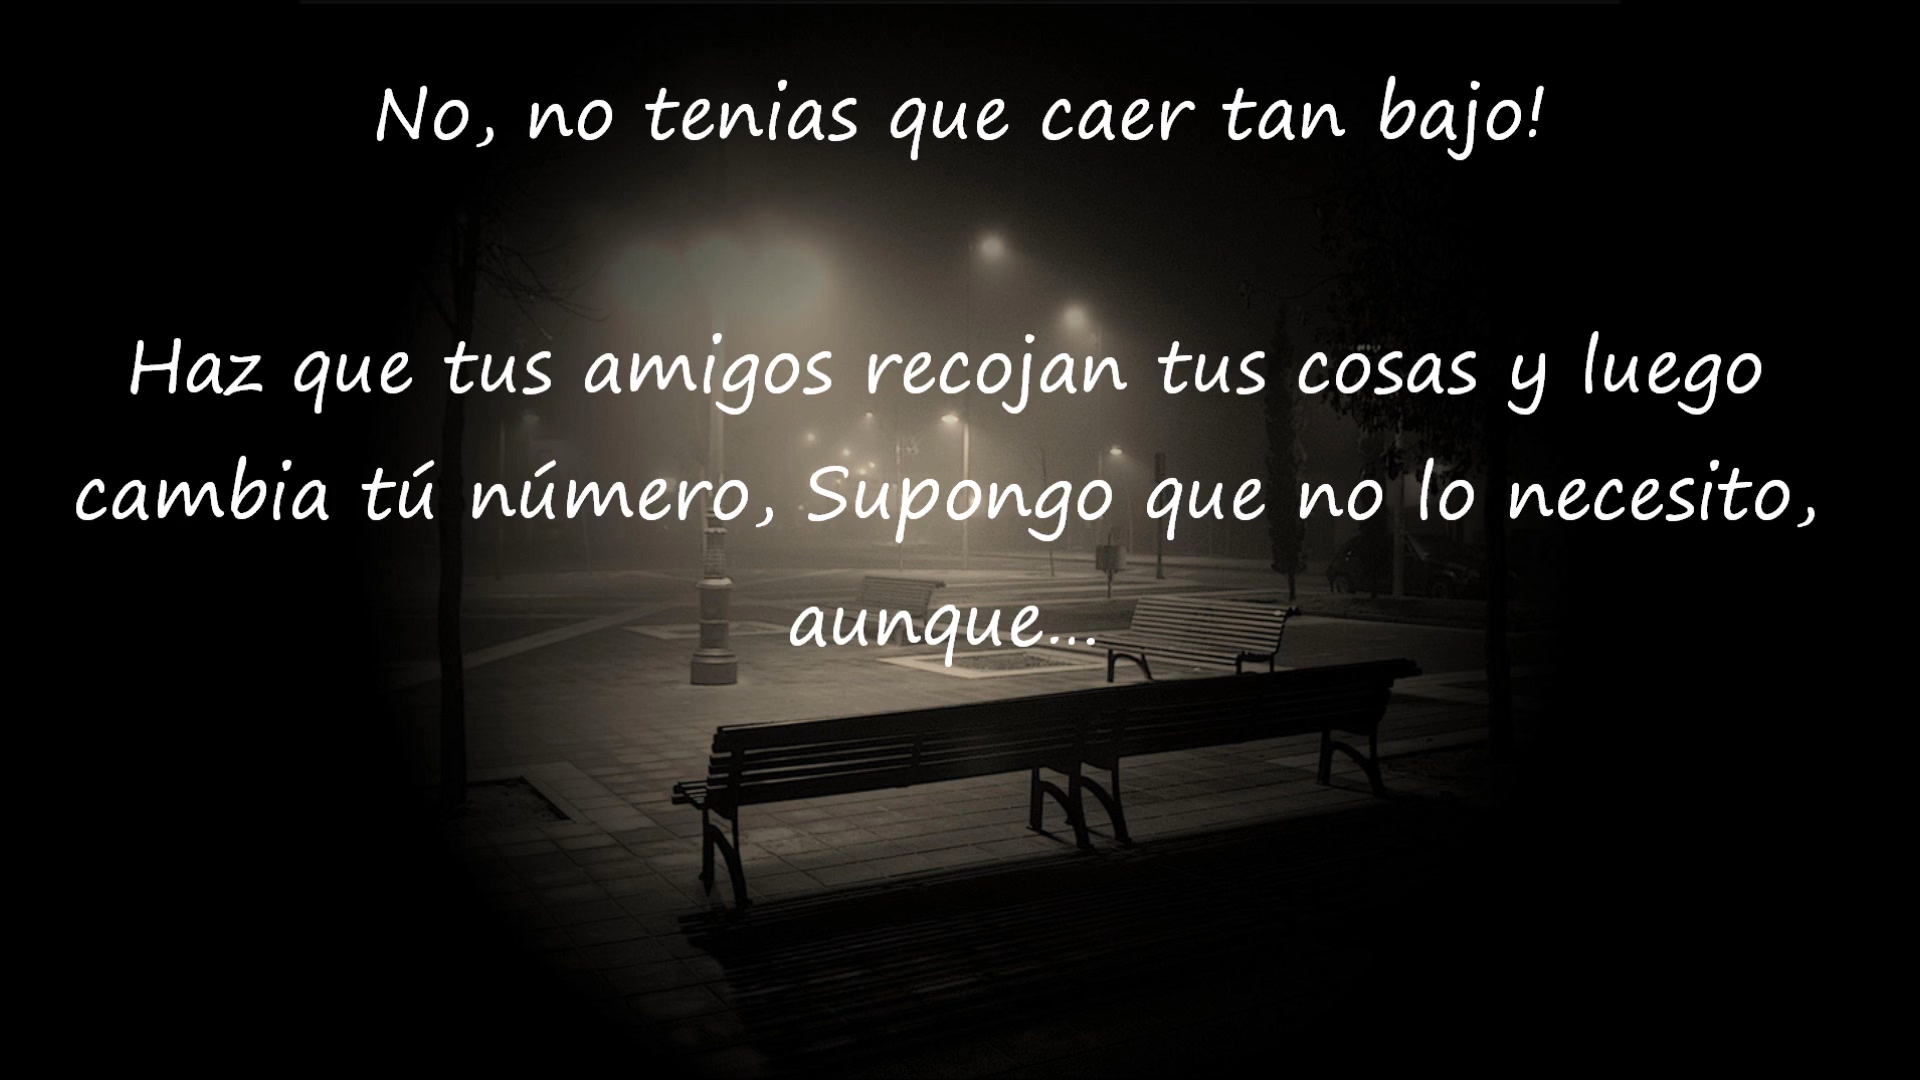 No, no tenias que caer tan bajo!
Haz que tus amigos recojan tus cosas y luego
cambia tú número, Supongo que no lo necesito,
aunque...